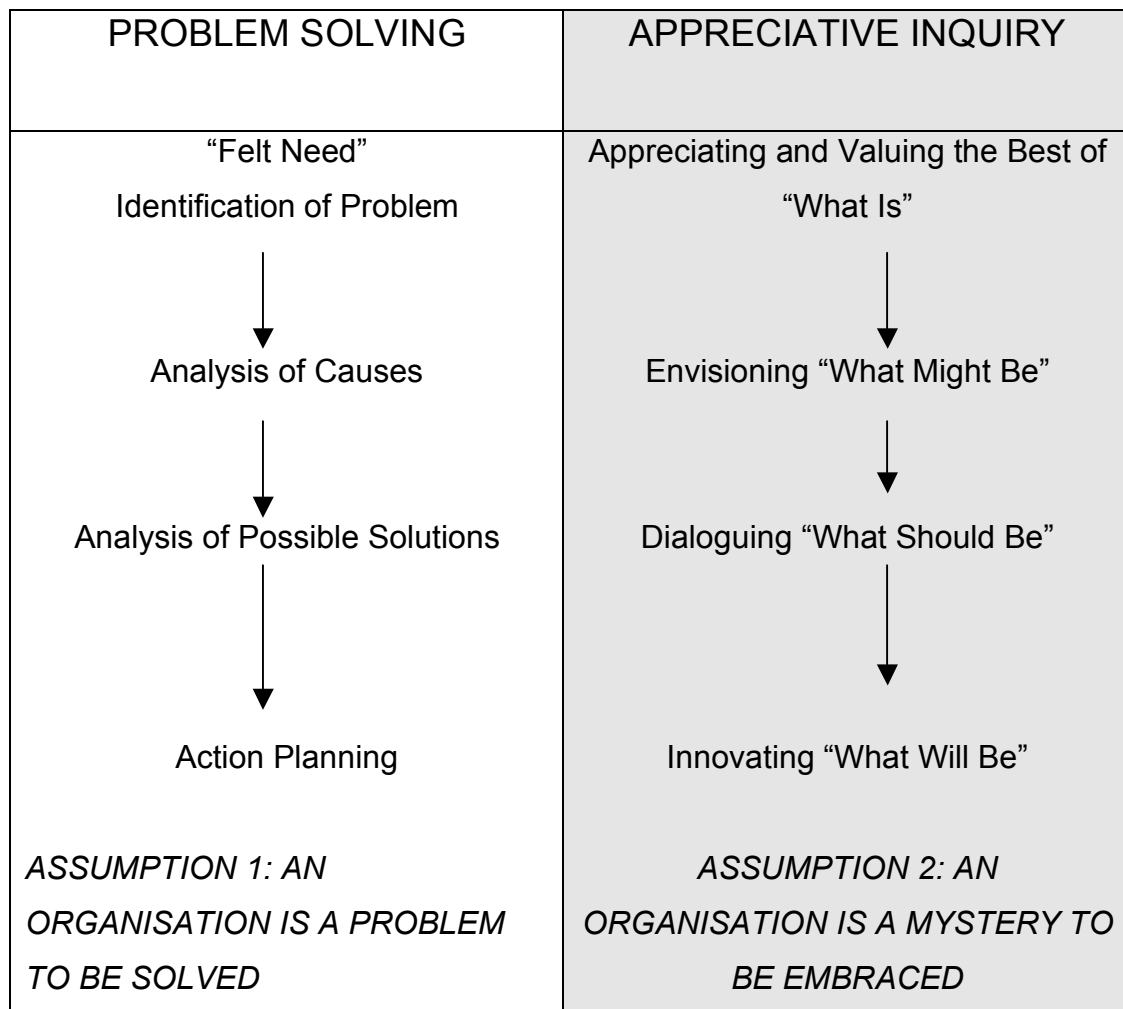 PROBLEM SOLVING
APPRECIATIVE INQUIRY
“Felt Need”
Identification of Problem
Analysis of Causes
Analysis of Possible Solutions
Action Planning
ASSUMPTION 1: AN
ORGANISATION IS A PROBLEM
TO BE SOLVED
Appreciating and Valuing the Best of
“What Is”
Envisioning “What Might Be”
Dialoguing “What Should Be”
Innovating “What Will Be”
ASSUMPTION 2: AN
ORGANISATION IS A MYSTERY TO
BE EMBRACED